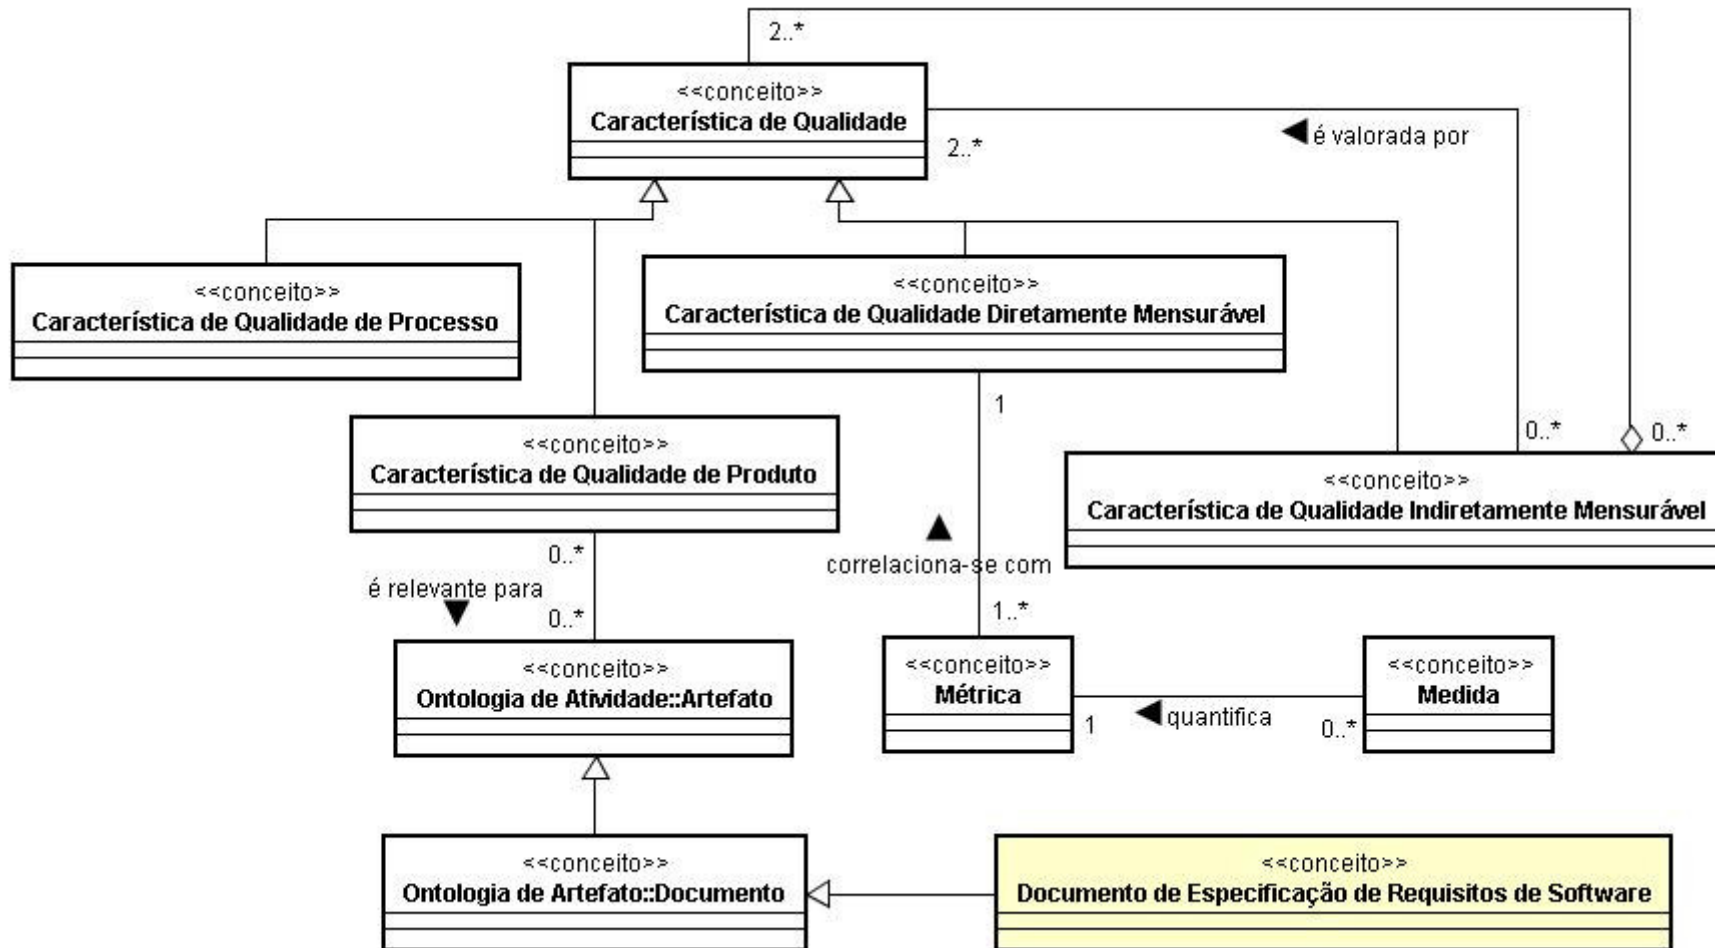 2..*
<<conceito>>
Característica de Qualidade
2..*
é valorada por
<<conceito>>
Característica de Qualidade de Processo
<<conceito>>
Característica de Qualidade Diretamente Mensurável
1
<<conceito>>
Característica de Qualidade de Produto
0..*
0..*
<<conceito>>
Característica de Qualidade Indiretamente Mensurável
0..*
é relevante para
0..*
correlaciona-se com
1..*
<<conceito>>
Ontologia de Atividade::Artefato
<<conceito>>
Métrica
1
quantifica
0..*
<<conceito>>
Medida
<<conceito>>
Ontologia de Artefato::Documento
<<conceito>>
Documento de Especificação de Requisitos de Software